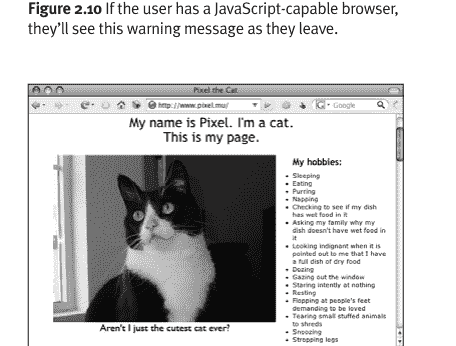 Figure 2.10 If the user has a JavaScript-capable browser,
they'll see this warning message as they leave.
Pixel the Cat
http://www.pixel.mu/
Google
My name is Pixel. I'm a cat.
This is my page.
My hobbies:
• Sleeping
• Eating
• Purring
• Napping
• Checking to see if my dish
has wet food in it
• Asking my family why my
dish doesn't have wet food in
it
• Looking indignant when it is
pointed out to me that I have
a full dish of dry food
• Dozing
• Gazing out the window
• Staring intently at nothing
• Resting
• Flopping at people's feet
demanding to be loved
• Tearing small stuffed animals
to shreds
• Snoozing
• Stropping legs
Aren't I just the cutest cat ever?